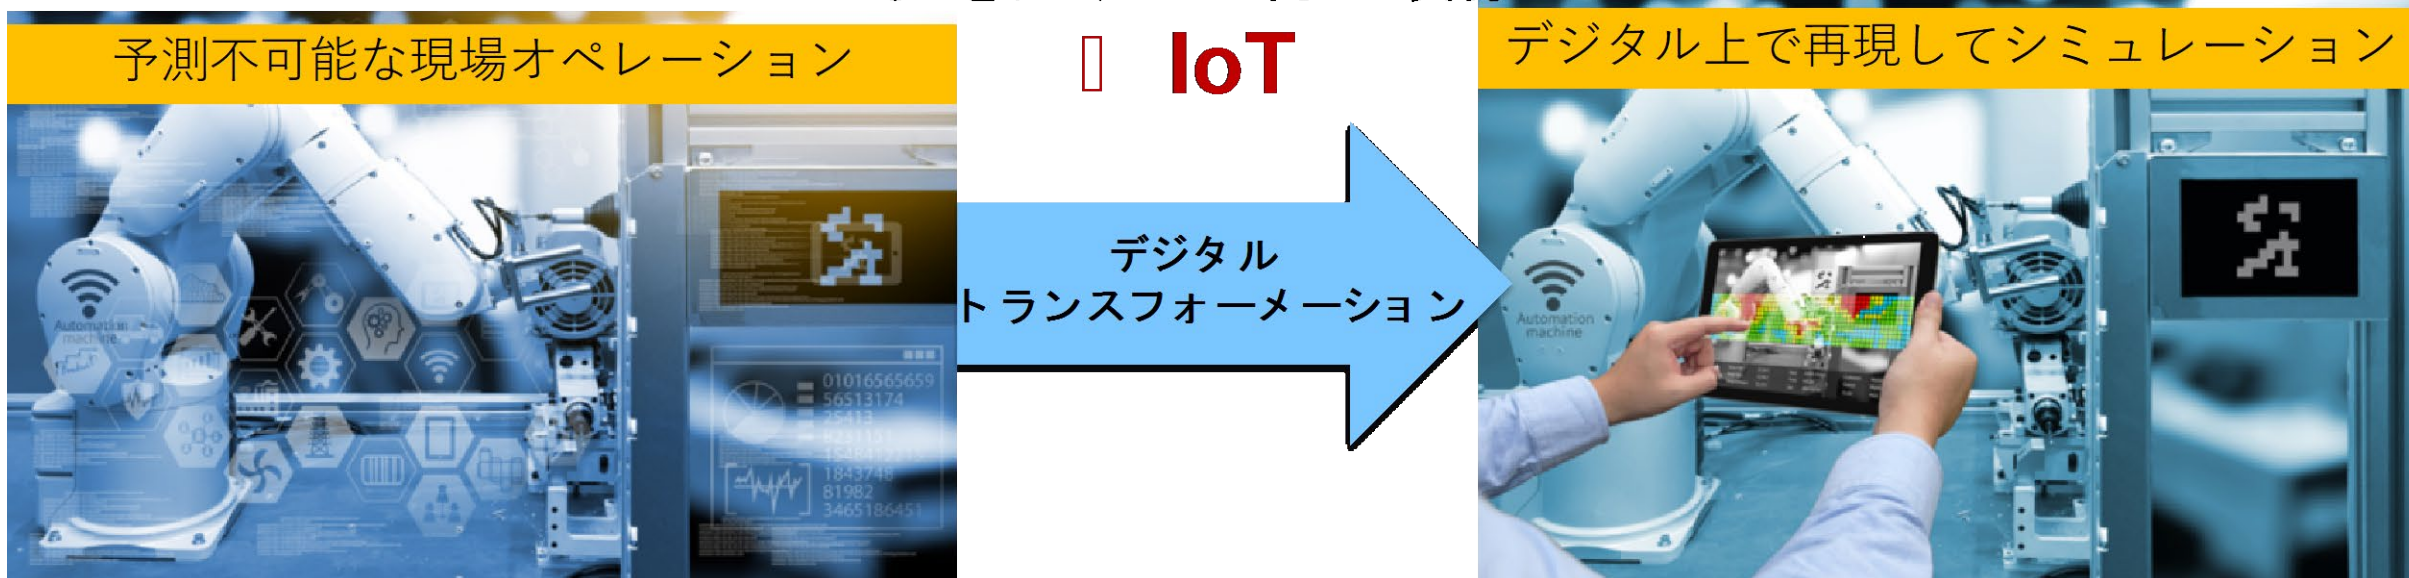 予測不可能な現場オペレーション
IoT
デジタル上で再現してシミュレーション
デジタル
トランスフォーメーション
Automation
machine
01016565659
56513174
25413
1843748
81982
3465186451
Automation
machine